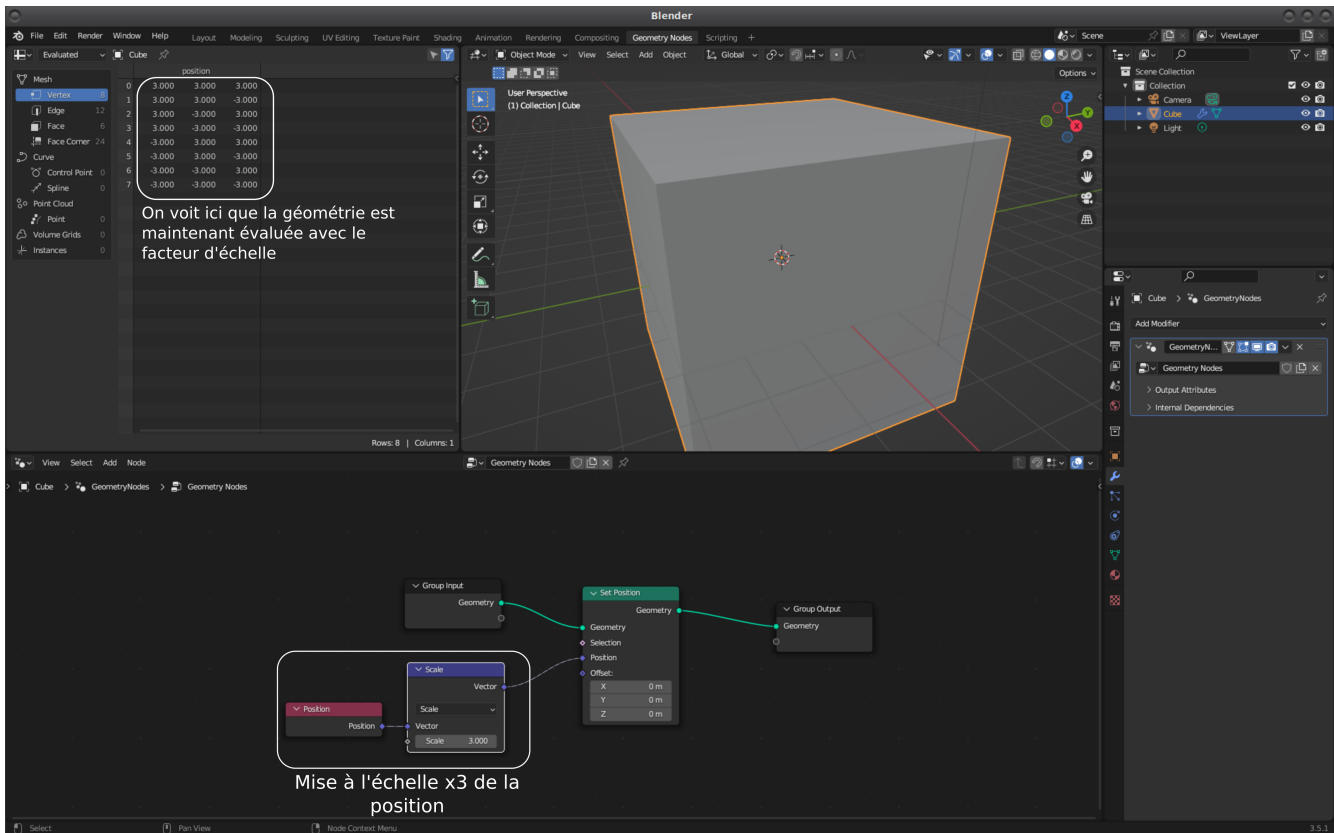 Blender
File Edit Render Window Help Layout Modeling Sculpting UV Editing Texture Paint Shading Animation Rendering Compositing Geometry Nodes Scripting + Scene ViewLayer
Evaluated Cube Object Mode View Select Add Object Global Options
position
Mesh
Vertex 8
Edge 12
Face 6
Face Corner 24
Curve
Control Point 0
Spline 0
Point Cloud
Point 0
Volume Grids 0
Instances 0
0 3.000 3.000 3.000
1 3.000 3.000 -3.000
2 3.000 -3.000 3.000
3 3.000 -3.000 -3.000
4 -3.000 3.000 3.000
5 -3.000 3.000 -3.000
6 -3.000 -3.000 3.000
7 -3.000 -3.000 -3.000
On voit ici que la géométrie est
maintenant évaluée avec le
facteur d'échelle
Rows: 8 | Columns: 1
User Perspective
(1) Collection | Cube
Z
Y
X
Scene Collection
Collection
Camera
Cube
Light
Cube > GeometryNodes
Add Modifier
GeometryN...
Geometry Nodes
> Output Attributes
> Internal Dependencies
View Select Add Node Geometry Nodes
Cube > GeometryNodes > Geometry Nodes
Group Input
Geometry
Set Position
Geometry
Geometry
Selection
Position
Offset:
X 0 m
Y 0 m
Z 0 m
Group Output
Geometry
Scale
Vector
Scale
Vector
Scale 3.000
Position
Position
Mise à l'échelle x3 de la
position
Select Pan View Node Context Menu 3.5.1